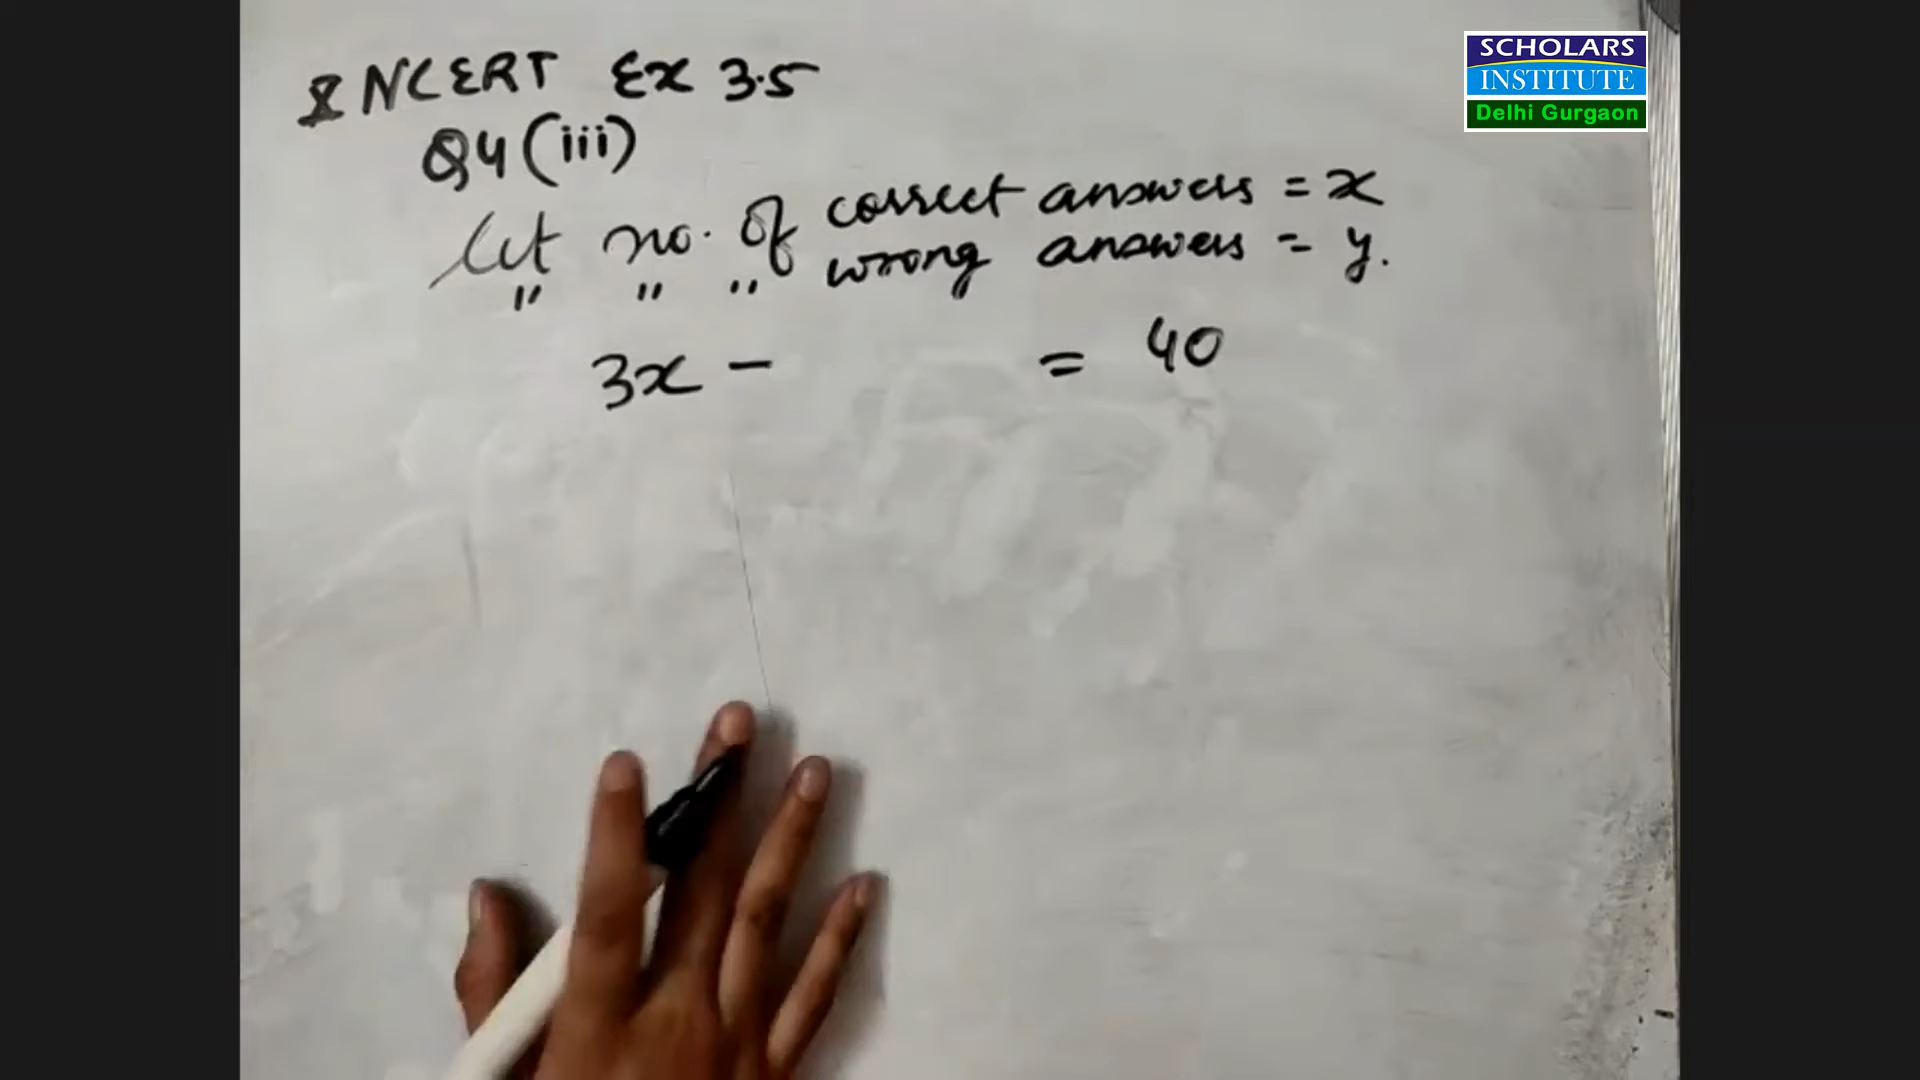 X NCERT Ex 3.5
Q4 (iii)
Let no. of correct answers = x
" " " wrong answers = y.
3x - = 40
SCHOLARS
INSTITUTE
Delhi Gurgaon